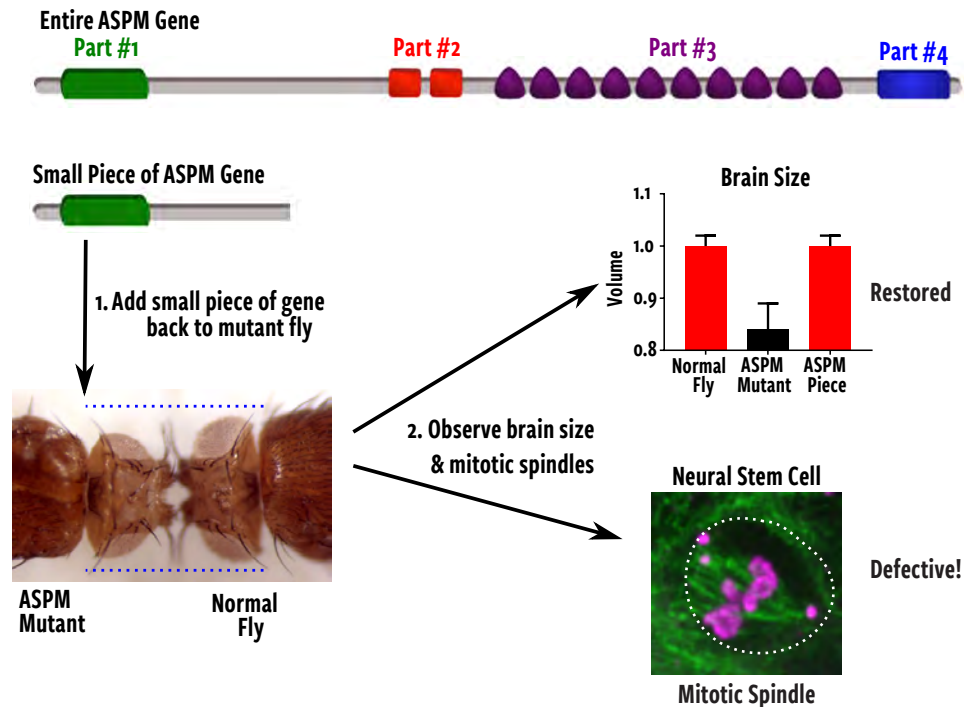 Entire ASPM Gene
Part #1 Part #2 Part #3 Part #4
Small Piece of ASPM Gene
1. Add small piece of gene
back to mutant fly
ASPM
Mutant
Normal
Fly
2. Observe brain size
& mitotic spindles
Brain Size
Volume
1.1
1.0
0.9
0.8
Normal
Fly
ASPM
Mutant
ASPM
Piece
Restored
Neural Stem Cell
Defective!
Mitotic Spindle